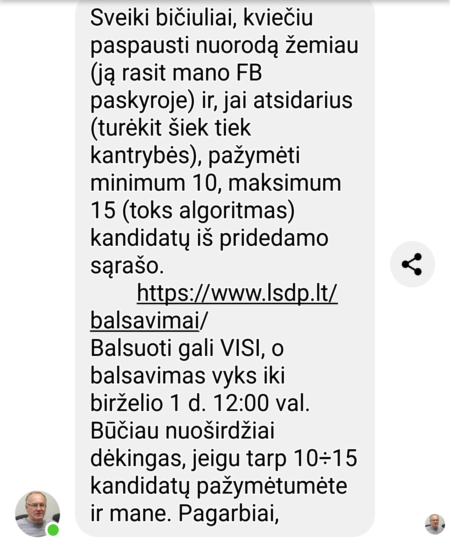 Sveiki bičiuliai, kviečiu
paspausti nuorodą žemiau
(ją rasit mano FB
paskyroje) ir, jai atsidarius
(turėkit šiek tiek
kantrybės), pažymėti
minimum 10, maksimum
15 (toks algoritmas)
kandidatų iš pridedamo
sąrašo.
https://www.lsdp.lt/
balsavimai/
Balsuoti gali VISI, o
balsavimas vyks iki
birželio 1 d. 12:00 val.
Būčiau nuoširdžiai
dėkingas, jeigu tarp 10÷15
kandidatų pažymėtumėte
ir mane. Pagarbiai,